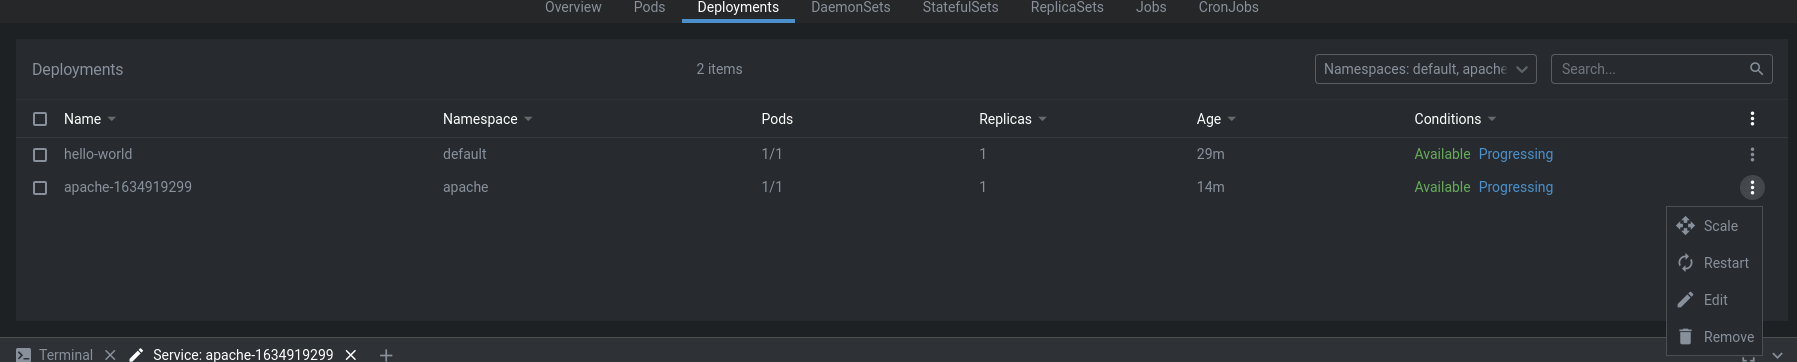 Overview Pods Deployments DaemonSets StatefulSets ReplicaSets Jobs CronJobs
Deployments 2 items Namespaces: default, apache Search...
Name Namespace Pods Replicas Age Conditions
hello-world default 1/1 1 29m Available Progressing
apache-1634919299 apache 1/1 1 14m Available Progressing
Scale
Restart
Edit
Remove
Terminal Service: apache-1634919299